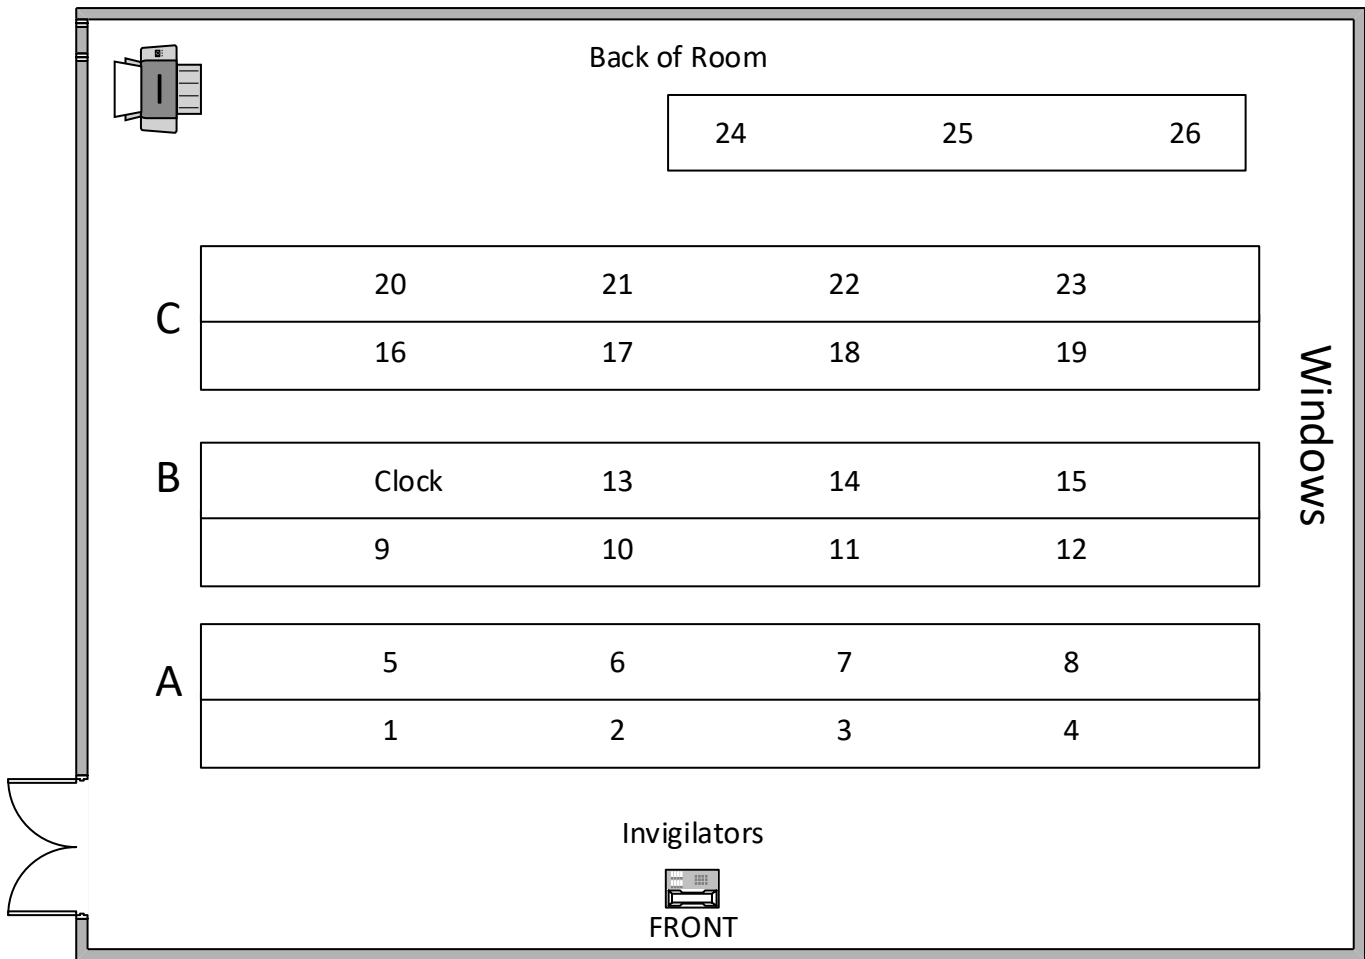 Back of Room
24 25 26
20 21 22 23
C
16 17 18 19
Windows
B
Clock 13 14 15
9 10 11 12
5 6 7 8
A
1 2 3 4
Invigilators
FRONT